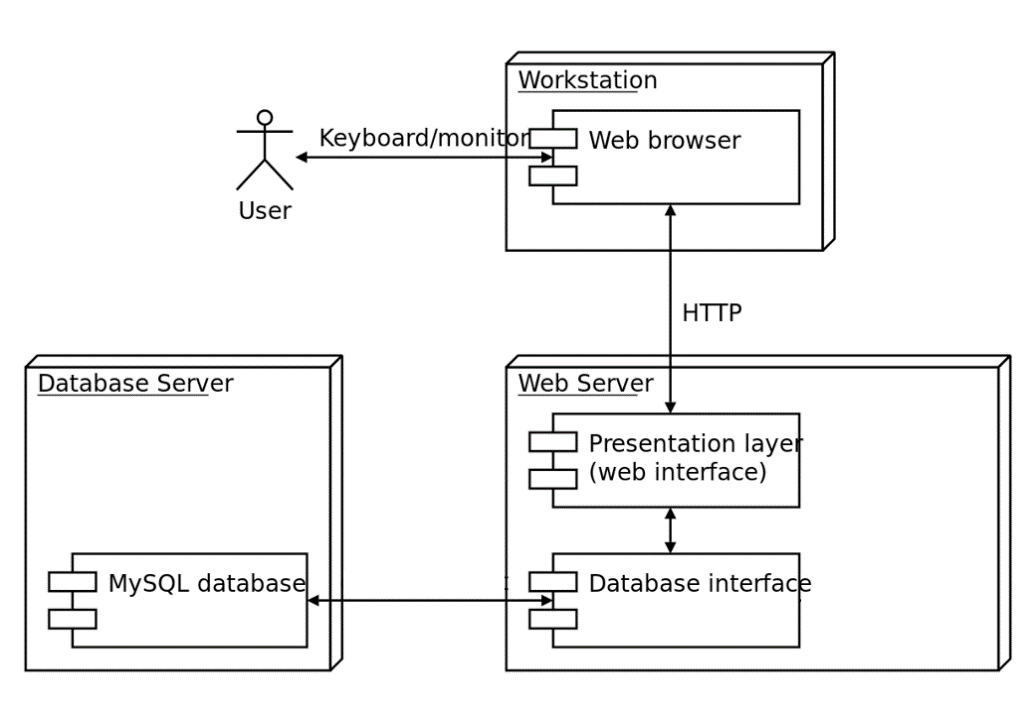 Workstation
Keyboard/monitor
Web browser
User
HTTP
Database Server
Web Server
Presentation layer
(web interface)
MySQL database
Database interface